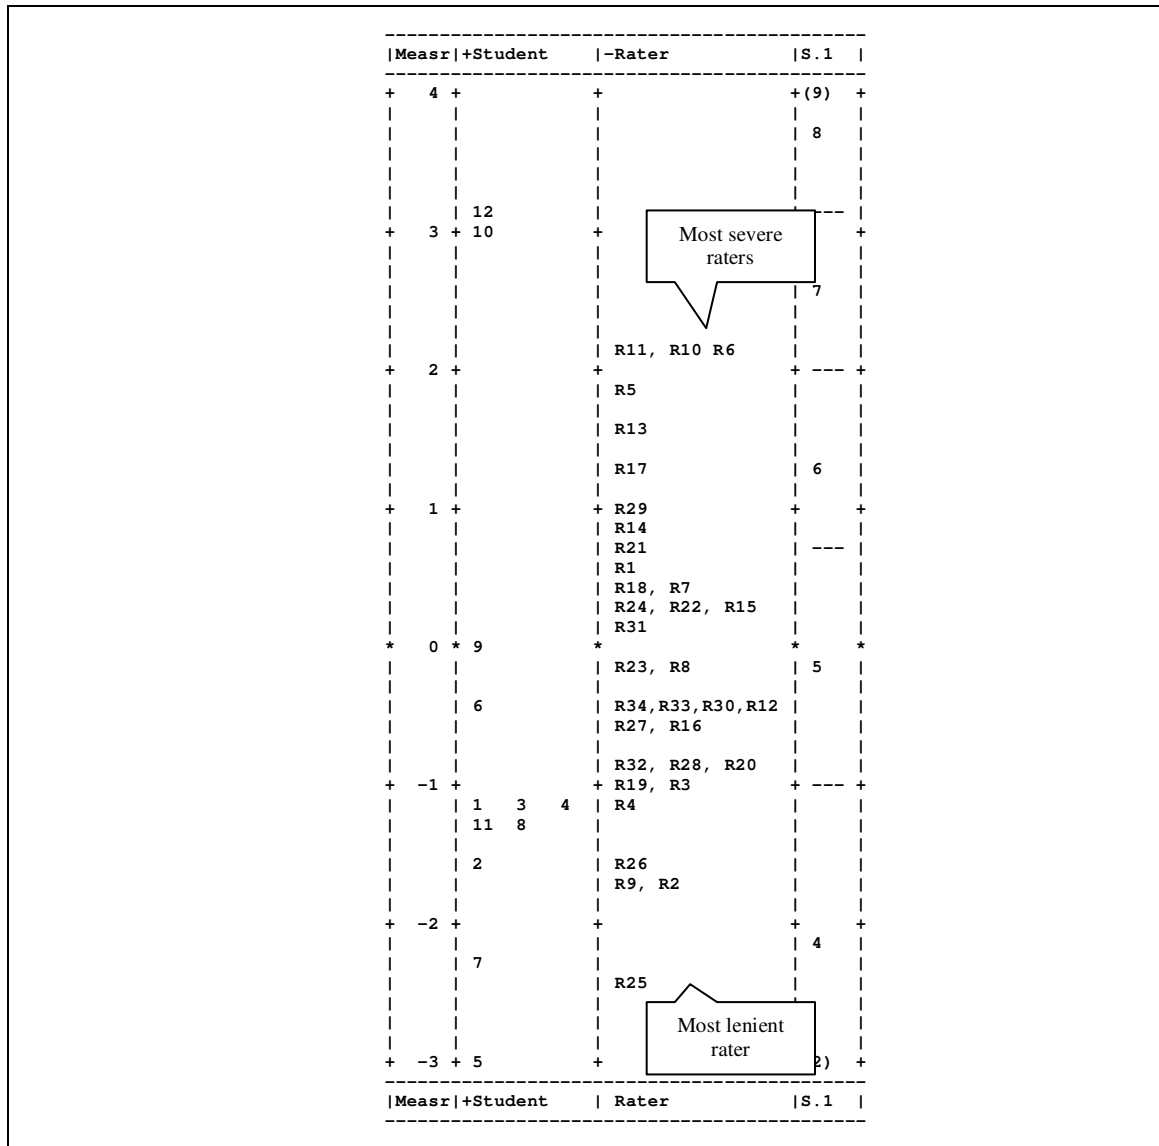 -------------------------------------------
|Measr|+Student |-Rater |S.1 |
-------------------------------------------
+ 4 + + +(9) +
| | | | 8 |
| | 12 --- |
+ 3 + 10 + +
Most severe
raters
7 |
| | | R11, R10 R6 | |
+ 2 + + + --- +
| | | R5 | |
| | | R13 | |
| | | R17 | 6 |
+ 1 + + R29 + +
| | | R14 | |
| | | R21 | --- |
| | | R1 | |
| | | R18, R7 | |
| | | R24, R22, R15 | |
| | | R31 | |
* 0 * 9 * * *
| | | R23, R8 | 5 |
| | 6 | R34,R33,R30,R12 | |
| | | R27, R16 | |
| | | R32, R28, R20 | |
+ -1 + + R19, R3 + --- +
| | 1 3 4 | R4 | |
| | 11 8 | | |
| | 2 | R26 | |
| | | R9, R2 | |
+ -2 + + + +
| | | | 4 |
| | 7 | | |
| | | R25 | |
Most lenient
rater
+ -3 + 5 + 2) +
-------------------------------------------
|Measr|+Student | Rater |S.1 |
-------------------------------------------